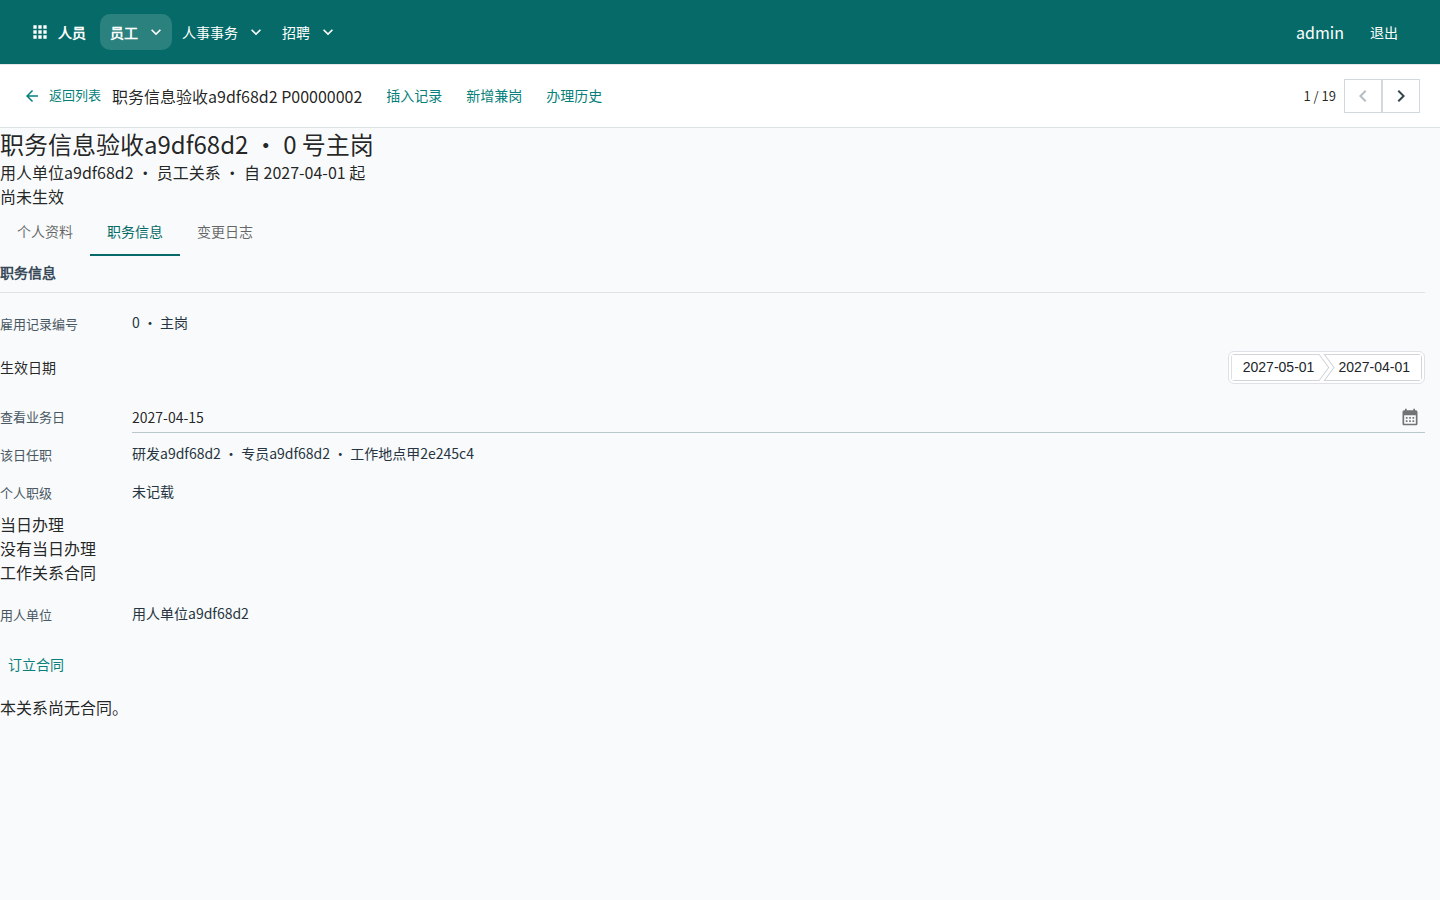 人员 员工 人事事务 招聘 admin 退出
返回列表 职务信息验收a9df68d2 P00000002 插入记录 新增兼岗 办理历史 1 / 19
职务信息验收a9df68d2 · 0 号主岗
用人单位a9df68d2 · 员工关系 · 自 2027-04-01 起
尚未生效
个人资料 职务信息 变更日志
职务信息
雇用记录编号 0 · 主岗
生效日期 2027-05-01 2027-04-01
查看业务日 2027-04-15
该日任职 研发a9df68d2 · 专员a9df68d2 · 工作地点甲2e245c4
个人职级 未记载
当日办理
没有当日办理
工作关系合同
用人单位 用人单位a9df68d2
订立合同
本关系尚无合同。